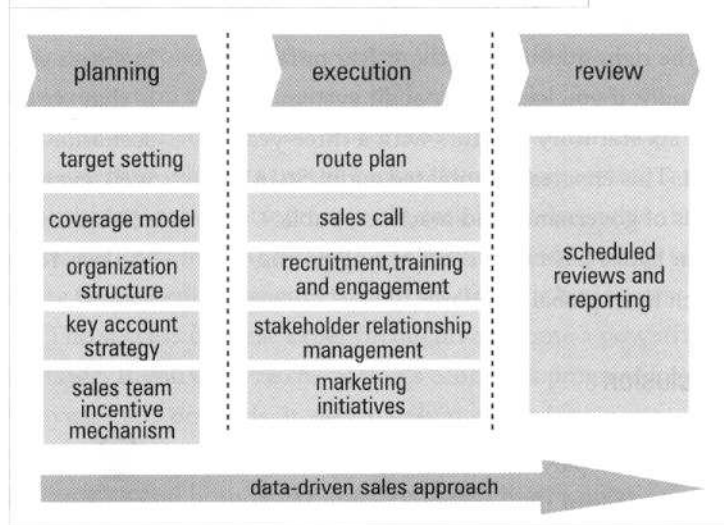 planning
execution
review
target setting
coverage model
organization
structure
key account
strategy
sales team
incentive
mechanism
route plan
sales call
recruitment,training
and engagement
stakeholder relationship
management
marketing
initiatives
scheduled
reviews and
reporting
data-driven sales approach